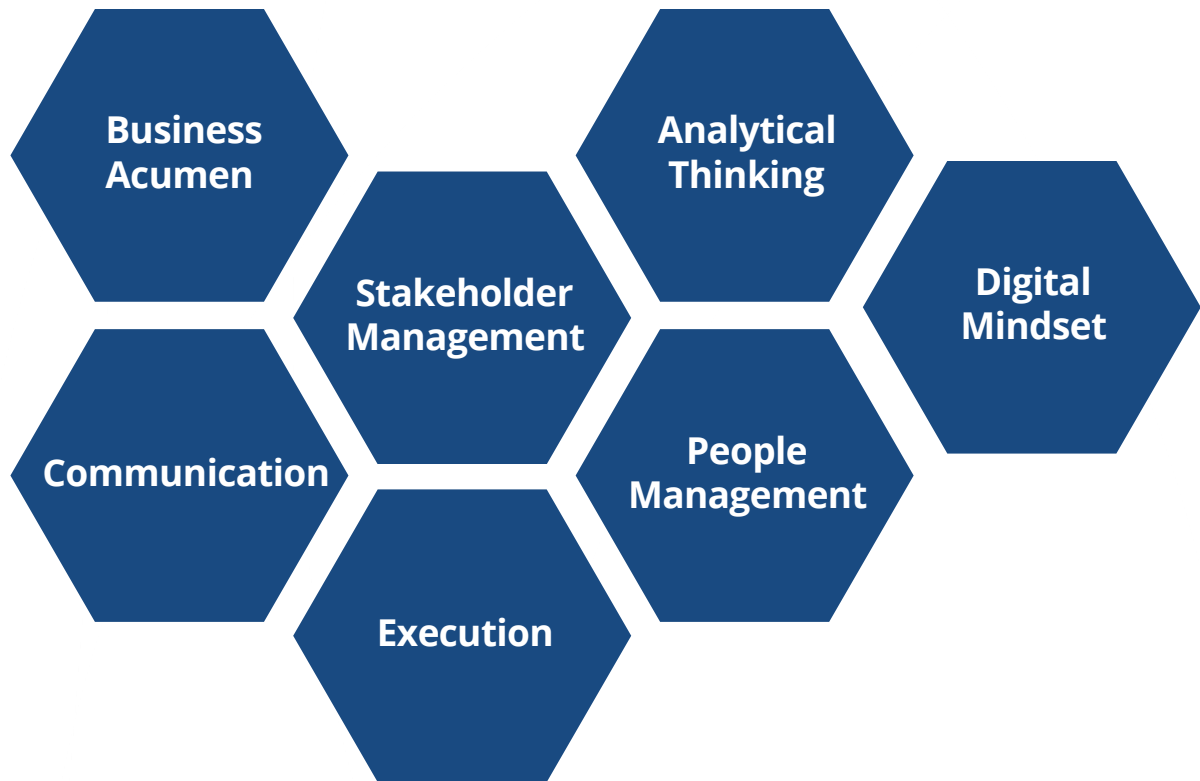 Business
Acumen
Analytical
Thinking
Stakeholder
Management
Digital
Mindset
Communication
People
Management
Execution